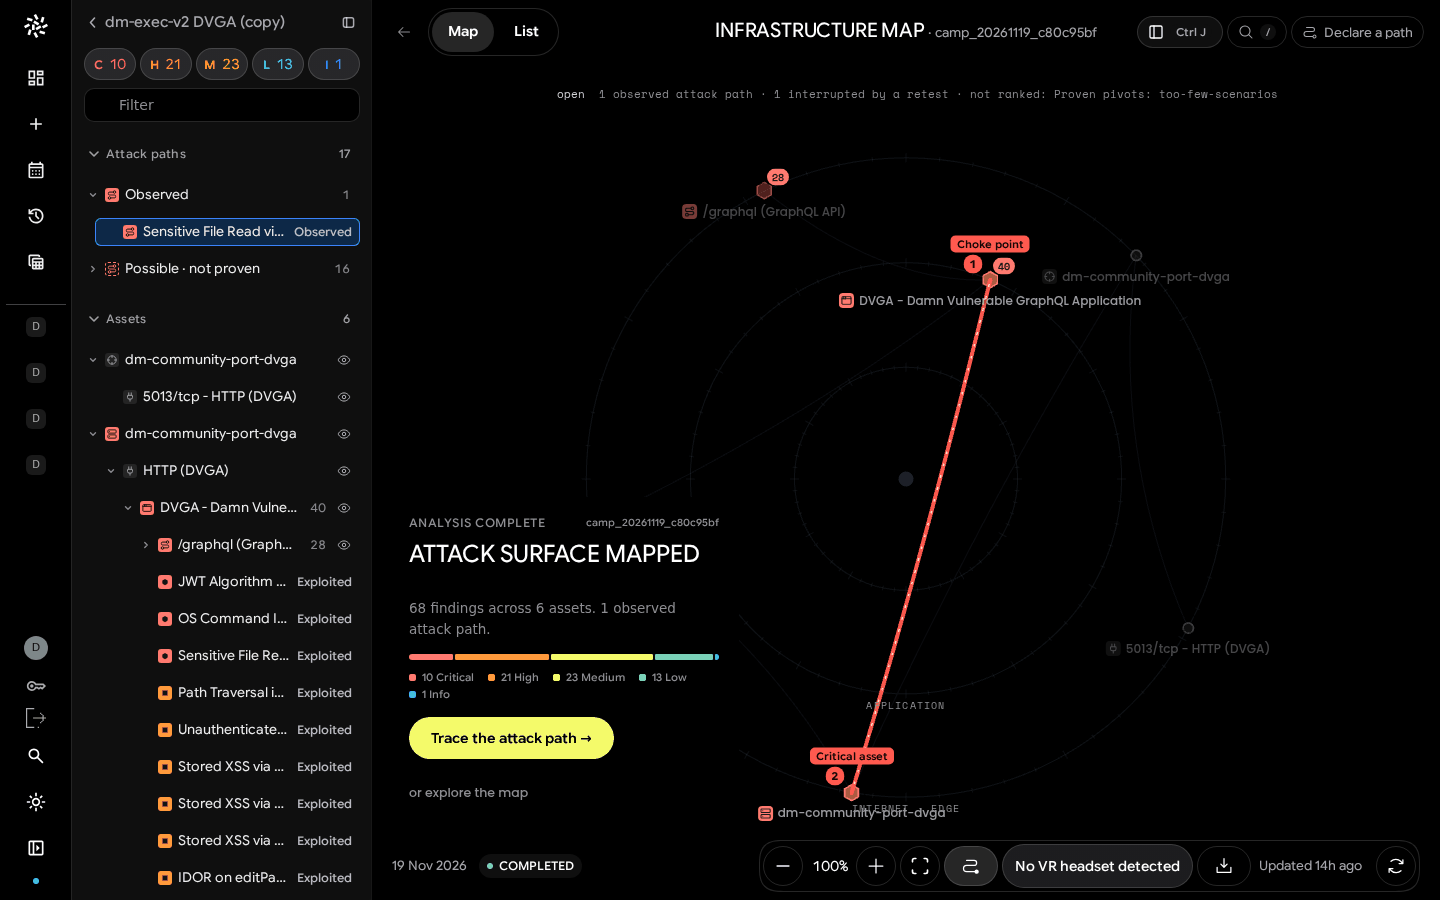 dm-exec-v2 DVGA (copy)
C 10
H 21
M 23
L 13
I 1
Filter
Attack paths 17
Observed 1
Sensitive File Read vi... Observed
Possible · not proven 16
Assets 6
dm-community-port-dvga
5013/tcp - HTTP (DVGA)
dm-community-port-dvga
HTTP (DVGA)
DVGA - Damn Vulne... 40
/graphql (Graph... 28
JWT Algorithm ... Exploited
OS Command I... Exploited
Sensitive File Re... Exploited
Path Traversal i... Exploited
Unauthenticate... Exploited
Stored XSS via ... Exploited
Stored XSS via ... Exploited
Stored XSS via ... Exploited
IDOR on editPa... Exploited
D
D
D
D
D
Map
List
INFRASTRUCTURE MAP · camp_20261119_c80c95bf
Ctrl J
/
Declare a path
open 1 observed attack path · 1 interrupted by a retest · not ranked: Proven pivots: too-few-scenarios
28
/graphql (GraphQL API)
Choke point
1
40
dm-community-port-dvga
DVGA - Damn Vulnerable GraphQL Application
5013/tcp - HTTP (DVGA)
APPLICATION
Critical asset
2
INTERNET EDGE
dm-community-port-dvga
ANALYSIS COMPLETE camp_20261119_c80c95bf
ATTACK SURFACE MAPPED
68 findings across 6 assets. 1 observed
attack path.
10 Critical 21 High 23 Medium 13 Low
1 Info
Trace the attack path →
or explore the map
19 Nov 2026
COMPLETED
100%
No VR headset detected
Updated 14h ago